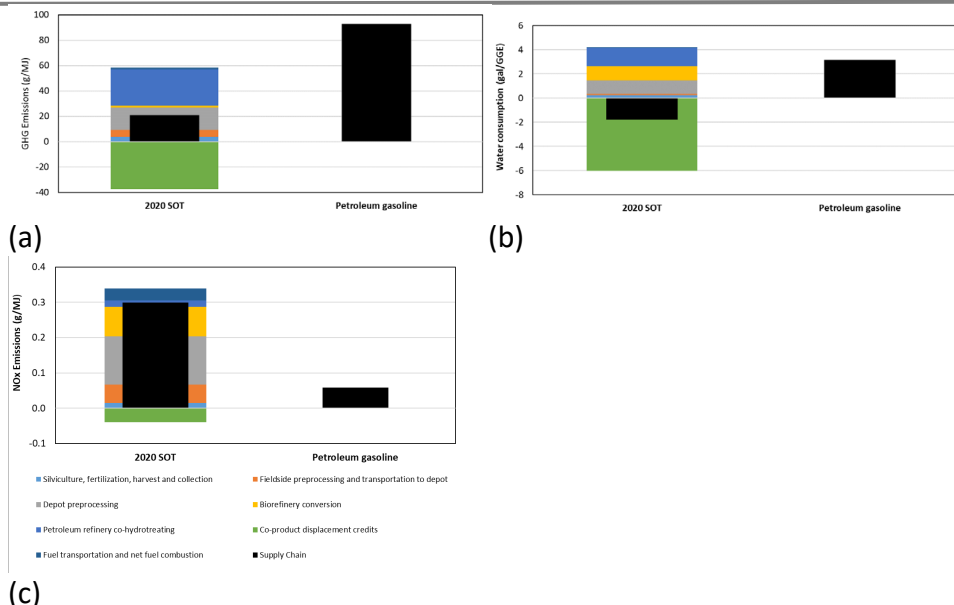 100
80
60
40
20
0
-20
-40
GHG Emissions (g/MJ)
2020 SOT Petroleum gasoline
(a)
6
4
2
0
-2
-4
-6
-8
Water consumption (gal/GGE)
2020 SOT Petroleum gasoline
(b)
0.4
0.3
0.2
0.1
0.0
-0.1
NOx Emissions (g/MJ)
2020 SOT Petroleum gasoline
Silviculture, fertilization, harvest and collection Fieldside preprocessing and transportation to depot
Depot preprocessing Biorefinery conversion
Petroleum refinery co-hydrotreating Co-product displacement credits
Fuel transportation and net fuel combustion Supply Chain
(c)